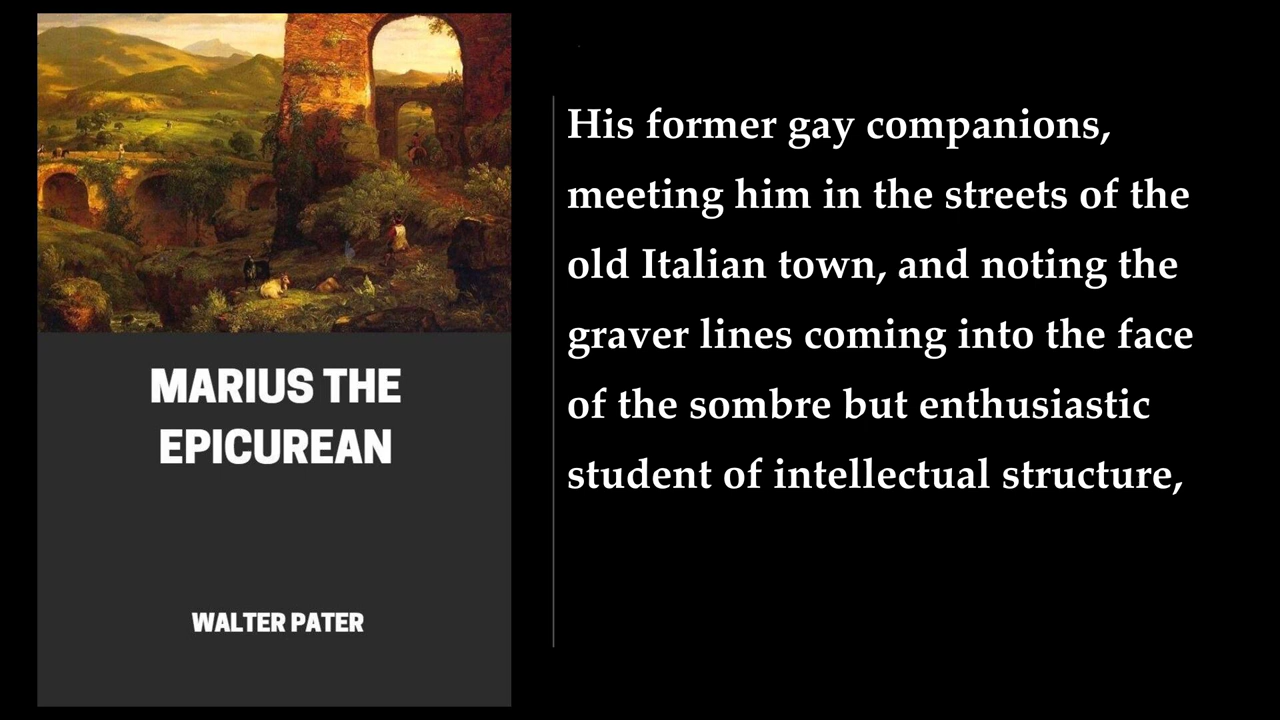 MARIUS THE
EPICUREAN
WALTER PATER
His former gay companions,
meeting him in the streets of the
old Italian town, and noting the
graver lines coming into the face
of the sombre but enthusiastic
student of intellectual structure,